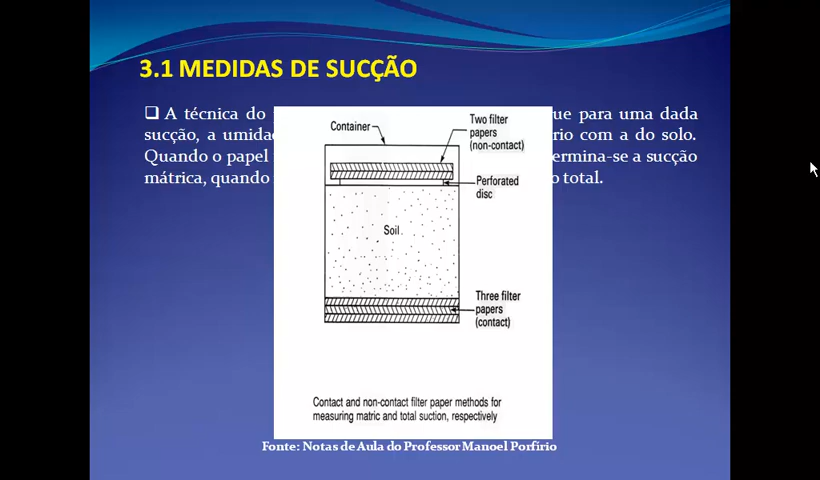 3.1 MEDIDAS DE SUCÇÃO
A técnica do
ue para uma dada
sucção, a umida
rio com a do solo.
Quando o papel
ermina-se a sucção
mátrica, quando
o total.
Container
Two filter
papers
(non-contact)
Perforated
disc
Soil
Three filter
papers
(contact)
Contact and non-contact filter paper methods for
measuring matric and total suction, respectively
Fonte: Notas de Aula do Professor Manoel Porfírio